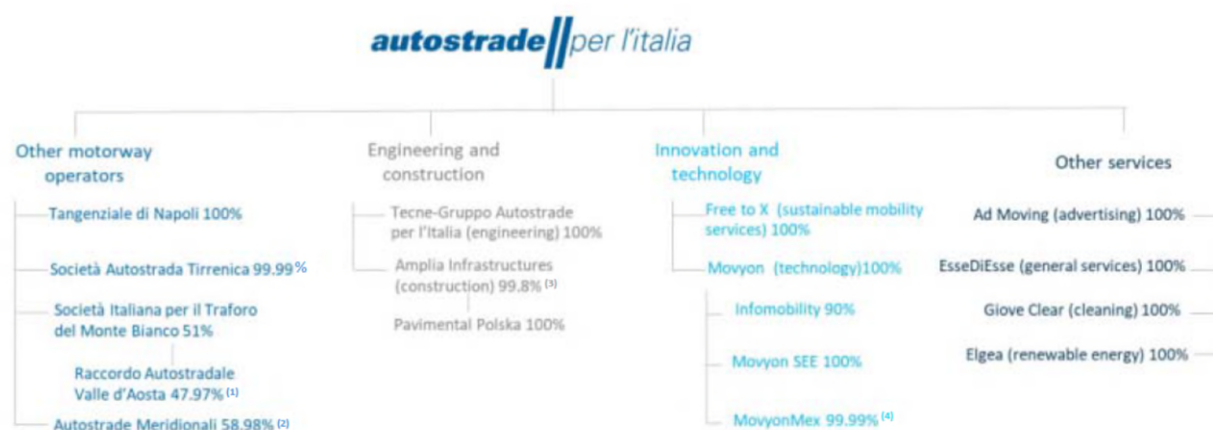 autostrade//per l'italia
Other motorway
operators
Tangenziale di Napoli 100%
Società Autostrada Tirrenica 99.99%
Società Italiana per il Traforo
del Monte Bianco 51%
Raccordo Autostradale
Valle d'Aosta 47.97% (1)
Autostrade Meridionali 58.98% (2)
Engineering and
construction
Tecne-Gruppo Autostrade
per l'Italia (engineering) 100%
Amplia Infrastructures
(construction) 99.8% (3)
Pavimental Polska 100%
Innovation and
technology
Free to X (sustainable mobility
services) 100%
Movyon (technology)100%
Infomobility 90%
Movyon SEE 100%
MovyonMex 99.99% (4)
Other services
Ad Moving (advertising) 100%
EsseDiEsse (general services) 100%
Giove Clear (cleaning) 100%
Elgea (renewable energy) 100%